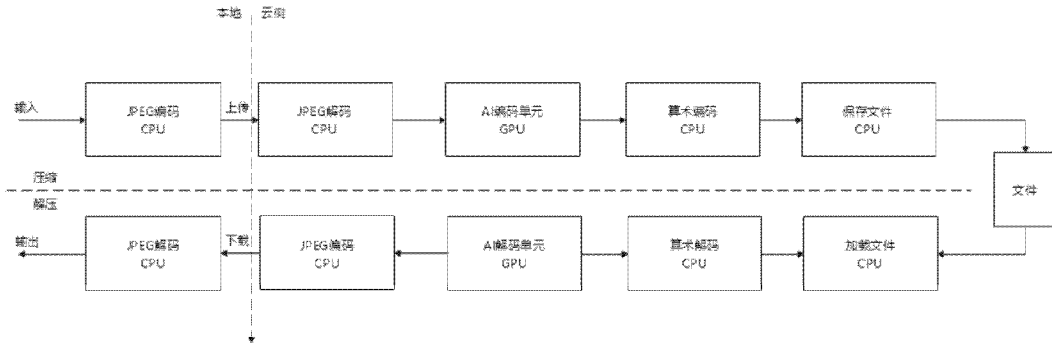 本地 云侧
输入
JPEG编码
CPU
上传
JPEG解码
CPU
AI编码单元
GPU
算术编码
CPU
保存文件
CPU
压缩
文件
解压
输出
JPEG解码
CPU
下载
JPEG编码
CPU
AI解码单元
GPU
算术解码
CPU
加载文件
CPU